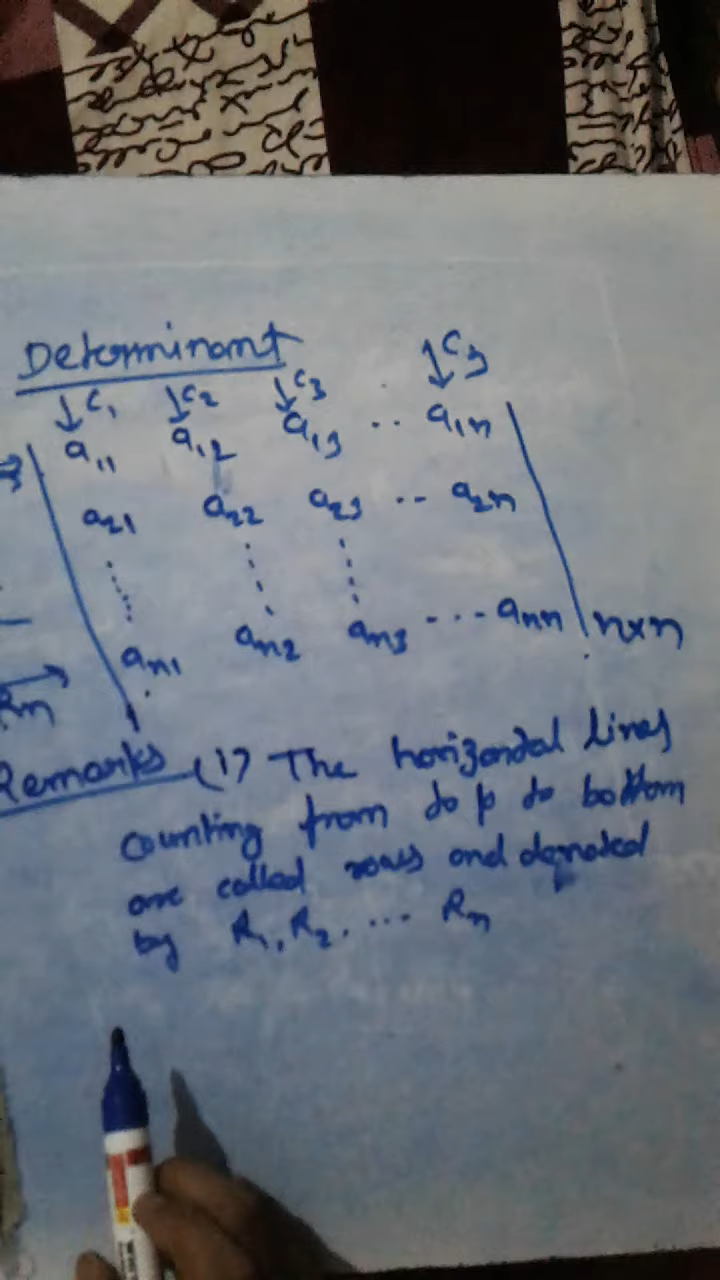 Determinant
↓C1 ↓C2 ↓C3 . ↓Cn
a11 a12 a13 .. a1n
a21 a22 a23 .. a2n
an1 an2 an3 ... ann n×n
Rn
Remarks (1) The horizontal lines
counting from top to bottom
are called rows and denoted
by R1, R2. ... Rn